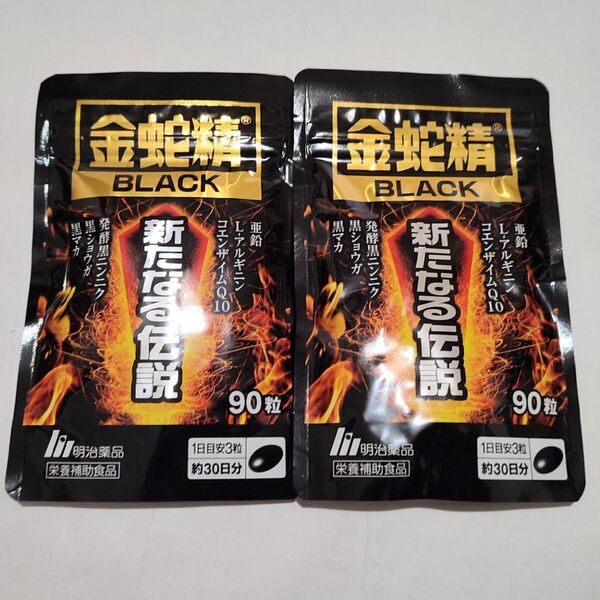 金蛇精®
BLACK
亜鉛
L-アルギニン
コエンザイムQ10
新たなる伝説
発酵黒ニンニク
黒ショウガ
黒マカ
90粒
明治薬品
栄養補助食品
1日目安3粒
約30日分
金蛇精®
BLACK
亜鉛
L-アルギニン
コエンザイムQ10
新たなる伝説
発酵黒ニンニク
黒ショウガ
黒マカ
90粒
明治薬品
栄養補助食品
1日目安3粒
約30日分